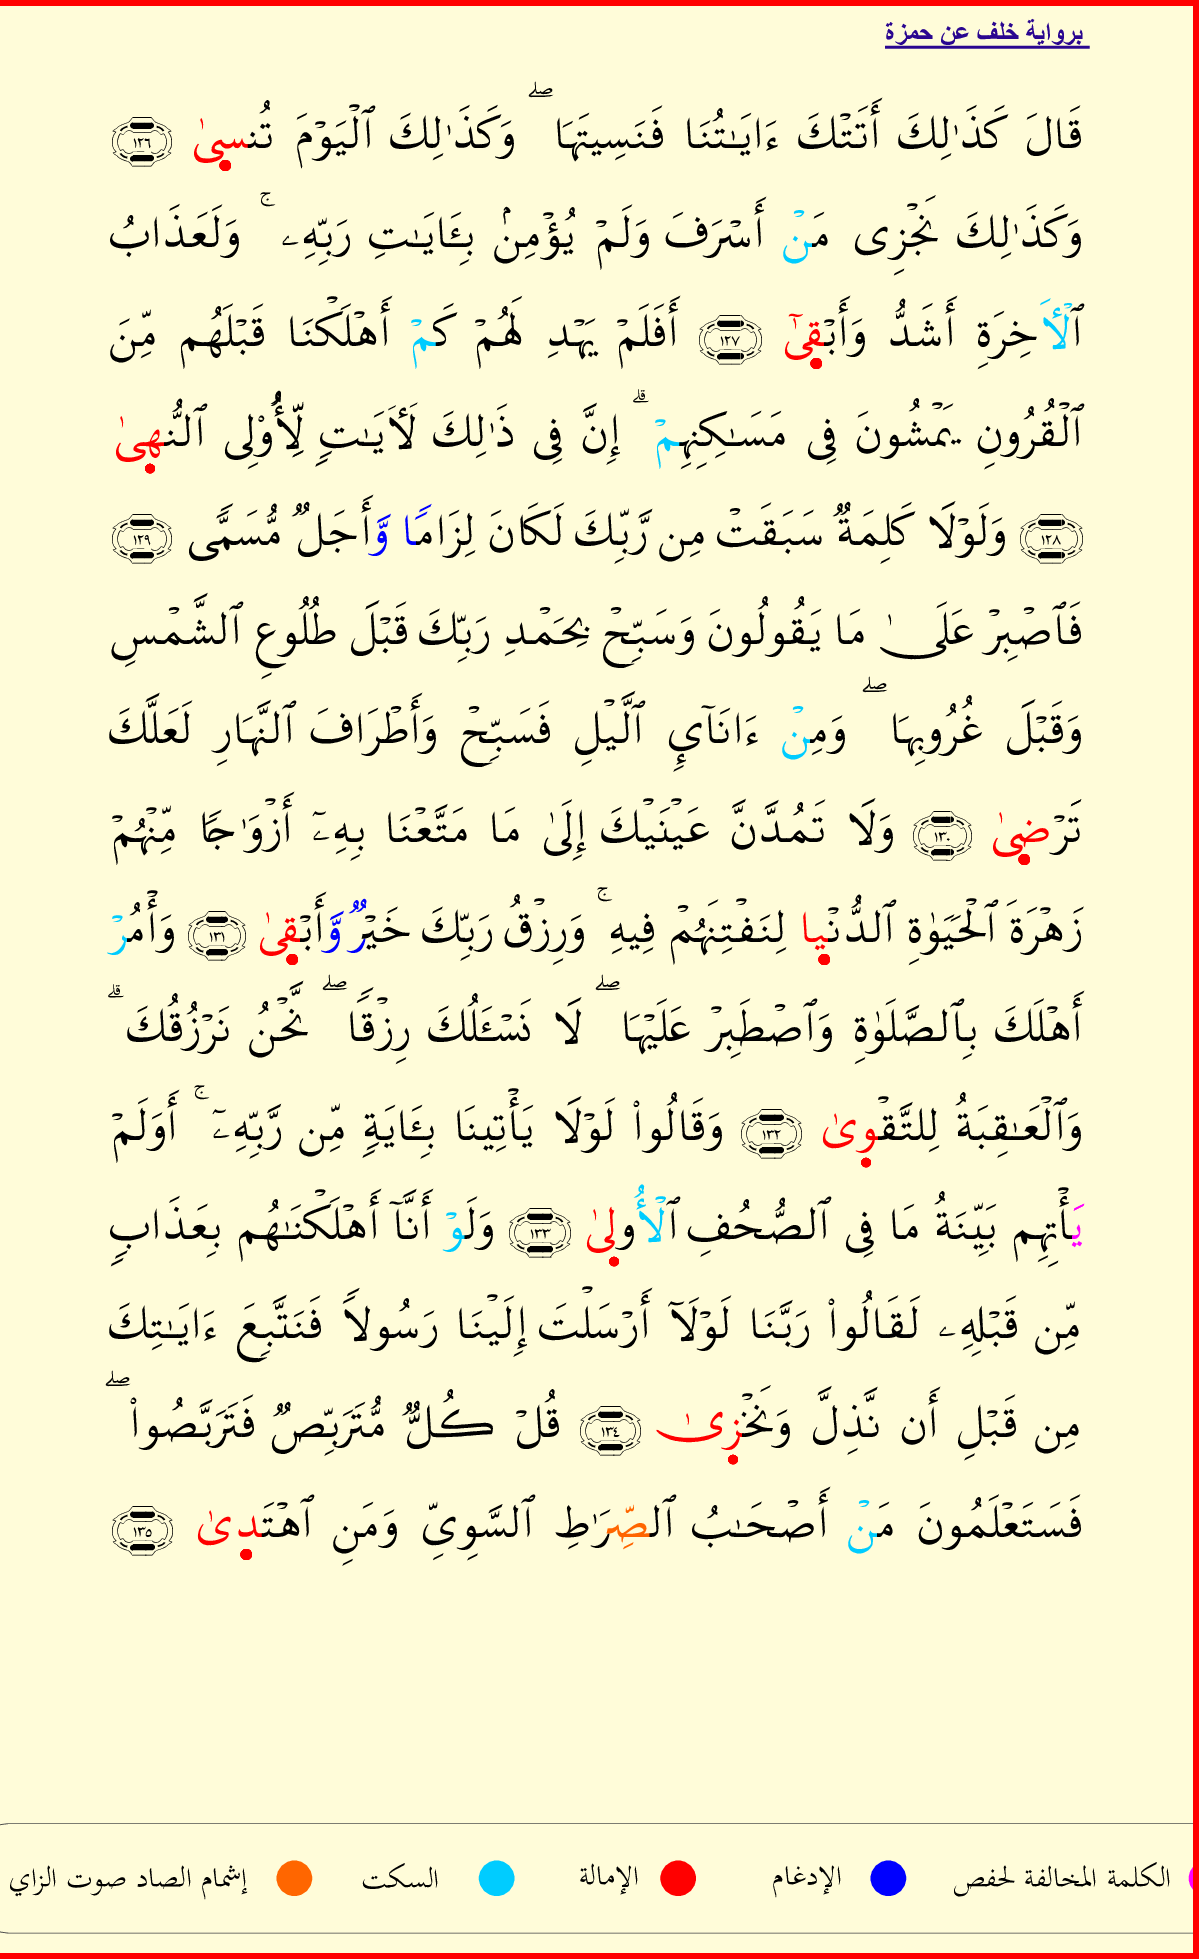 برواية خلف عن حمزة
قَالَ كَذَٰلِكَ أَتَتْكَ ءَايَـٰتُنَا فَنَسِيتَهَا ۖ وَكَذَٰلِكَ ٱلْيَوْمَ تُنسِىٰ ١٢٦
وَكَذَٰلِكَ نَجْزِى مَنْ أَسْرَفَ وَلَمْ يُؤْمِنۢ بِـَٔايَـٰتِ رَبِّهِۦ ۚ وَلَعَذَابُ
ٱلْأَخِرَةِ أَشَدُّ وَأَبْقِىٰٓ ١٢٧ أَفَلَمْ يَهْدِ لَهُمْ كَمْ أَهْلَكْنَا قَبْلَهُم مِّنَ
ٱلْقُرُونِ يَمْشُونَ فِى مَسَـٰكِنِهِمْ ۗ إِنَّ فِى ذَٰلِكَ لَأَيَـٰتٍ لِّأُو۟لِى ٱلنُّهِىٰ
١٢٨ وَلَوْلَا كَلِمَةٌ سَبَقَتْ مِن رَّبِّكَ لَكَانَ لِزَامًا وَّأَجَلٌ مُّسَمًّى ١٢٩
فَٱصْبِرْ عَلَىٰ مَا يَقُولُونَ وَسَبِّحْ بِحَمْدِ رَبِّكَ قَبْلَ طُلُوعِ ٱلشَّمْسِ
وَقَبْلَ غُرُوبِهَا ۖ وَمِنْ ءَانَآئِ ٱلَّيْلِ فَسَبِّحْ وَأَطْرَافَ ٱلنَّهَارِ لَعَلَّكَ
تَرْضِىٰ ١٣٠ وَلَا تَمُدَّنَّ عَيْنَيْكَ إِلَىٰ مَا مَتَّعْنَا بِهِۦٓ أَزْوَٰجًا مِّنْهُمْ
زَهْرَةَ ٱلْحَيَوٰةِ ٱلدُّنْيِا لِنَفْتِنَهُمْ فِيهِ ۚ وَرِزْقُ رَبِّكَ خَيْرٌ وَّأَبْقِىٰ ١٣١ وَأْمُرْ
أَهْلَكَ بِٱلصَّلَوٰةِ وَٱصْطَبِرْ عَلَيْهَا ۖ لَا نَسْـَٔلُكَ رِزْقًا ۖ نَّحْنُ نَرْزُقُكَ ۗ
وَٱلْعَـٰقِبَةُ لِلتَّقْوِىٰ ١٣٢ وَقَالُوا۟ لَوْلَا يَأْتِينَا بِـَٔايَةٍ مِّن رَّبِّهِۦٓ ۚ أَوَلَمْ
يَأْتِهِم بَيِّنَةُ مَا فِى ٱلصُّحُفِ ٱلْأُولِىٰ ١٣٣ وَلَوْ أَنَّآ أَهْلَكْنَـٰهُم بِعَذَابٍ
مِّن قَبْلِهِۦ لَقَالُوا۟ رَبَّنَا لَوْلَآ أَرْسَلْتَ إِلَيْنَا رَسُولًا فَنَتَّبِعَ ءَايَـٰتِكَ
مِن قَبْلِ أَن نَّذِلَّ وَنَخْزِىٰ ١٣٤ قُلْ كُلٌّ مُّتَرَبِّصٌ فَتَرَبَّصُوا۟ ۖ
فَسَتَعْلَمُونَ مَنْ أَصْحَـٰبُ ٱلصِّرَٰطِ ٱلسَّوِىِّ وَمَنِ ٱهْتَدِىٰ ١٣٥
الكلمة المخالفة لحفص الإدغام الإمالة السكت إشمام الصاد صوت الزاي